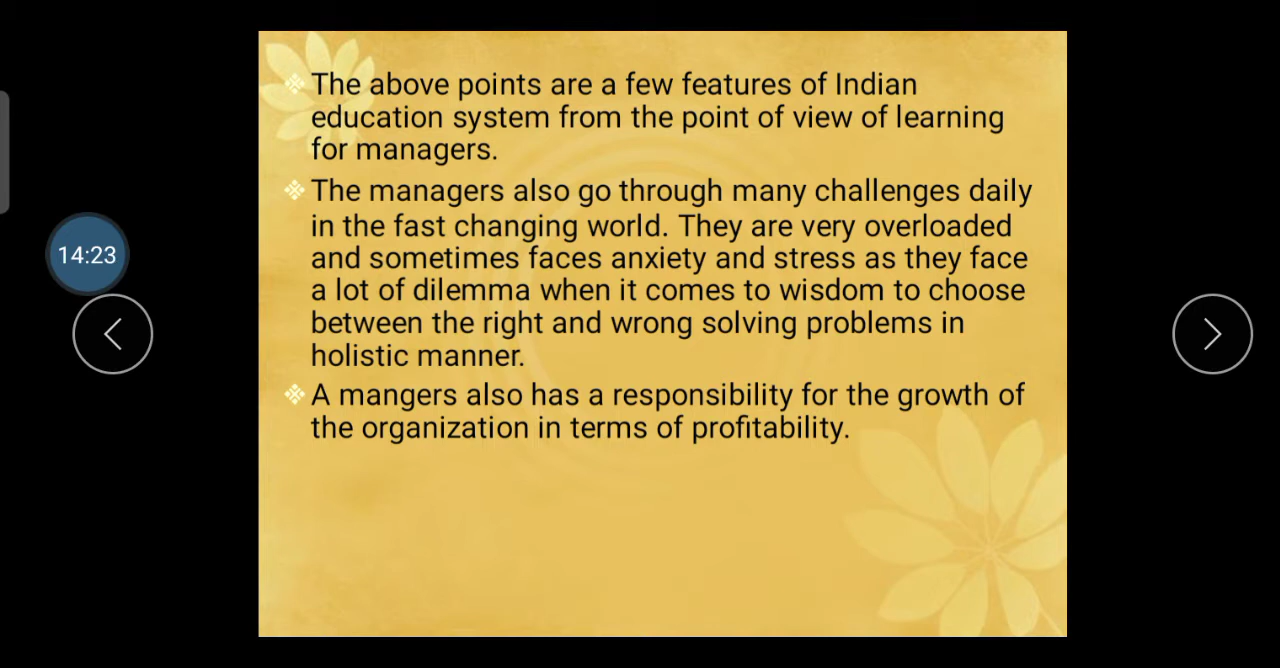 The above points are a few features of Indian
education system from the point of view of learning
for managers.
The managers also go through many challenges daily
in the fast changing world. They are very overloaded
and sometimes faces anxiety and stress as they face
a lot of dilemma when it comes to wisdom to choose
between the right and wrong solving problems in
holistic manner.
A mangers also has a responsibility for the growth of
the organization in terms of profitability.
14:23